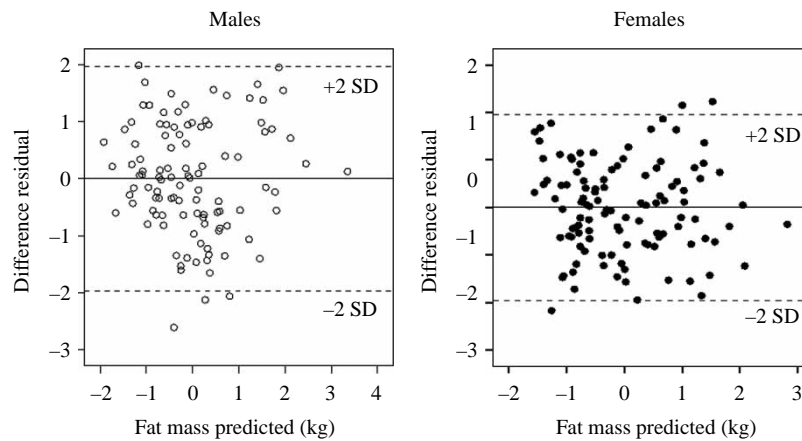 Males
Females
Difference residual
2
1
0
−1
−2
−3
+2 SD
−2 SD
−2 −1 0 1 2 3 4
Fat mass predicted (kg)
Difference residual
2
1
0
−1
−2
−3
+2 SD
−2 SD
−2 −1 0 1 2 3
Fat mass predicted (kg)